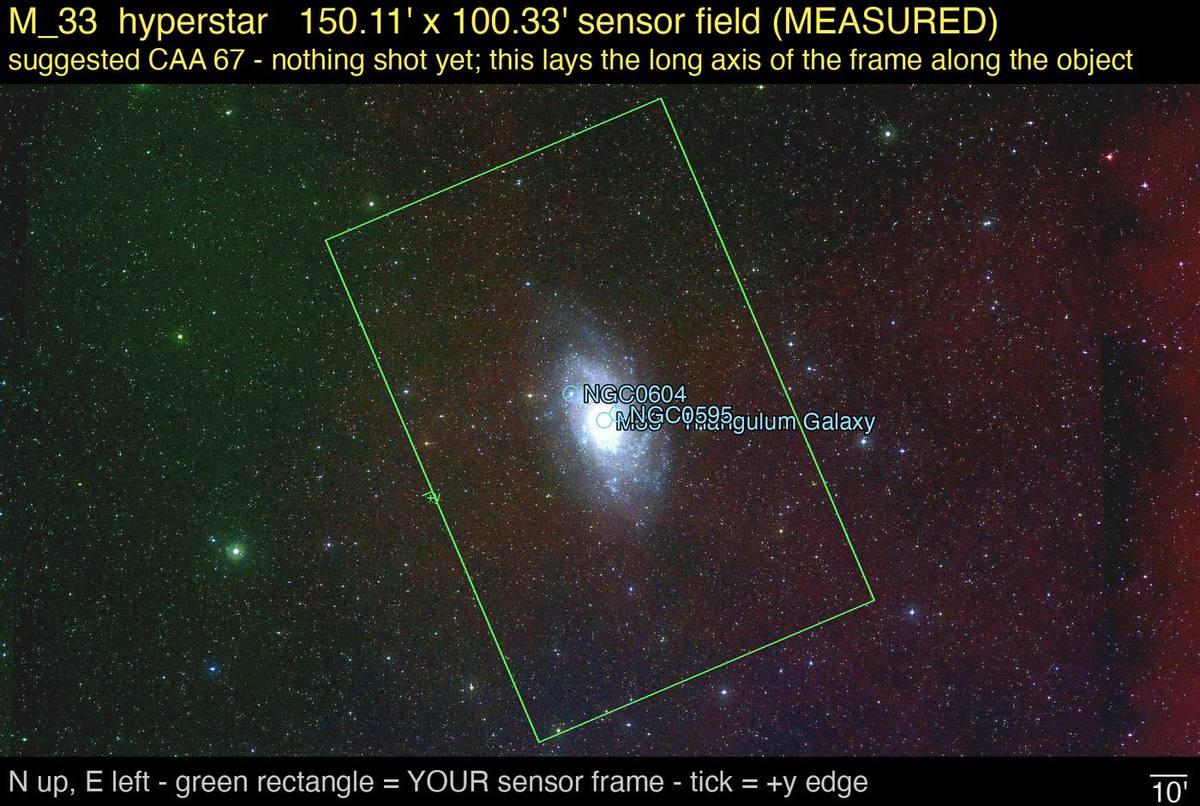 M_33 hyperstar 150.11' x 100.33' sensor field (MEASURED)
suggested CAA 67 - nothing shot yet; this lays the long axis of the frame along the object
NGC0604
NGC0595
M33 Triangulum Galaxy
+y
N up, E left - green rectangle = YOUR sensor frame - tick = +y edge
10'